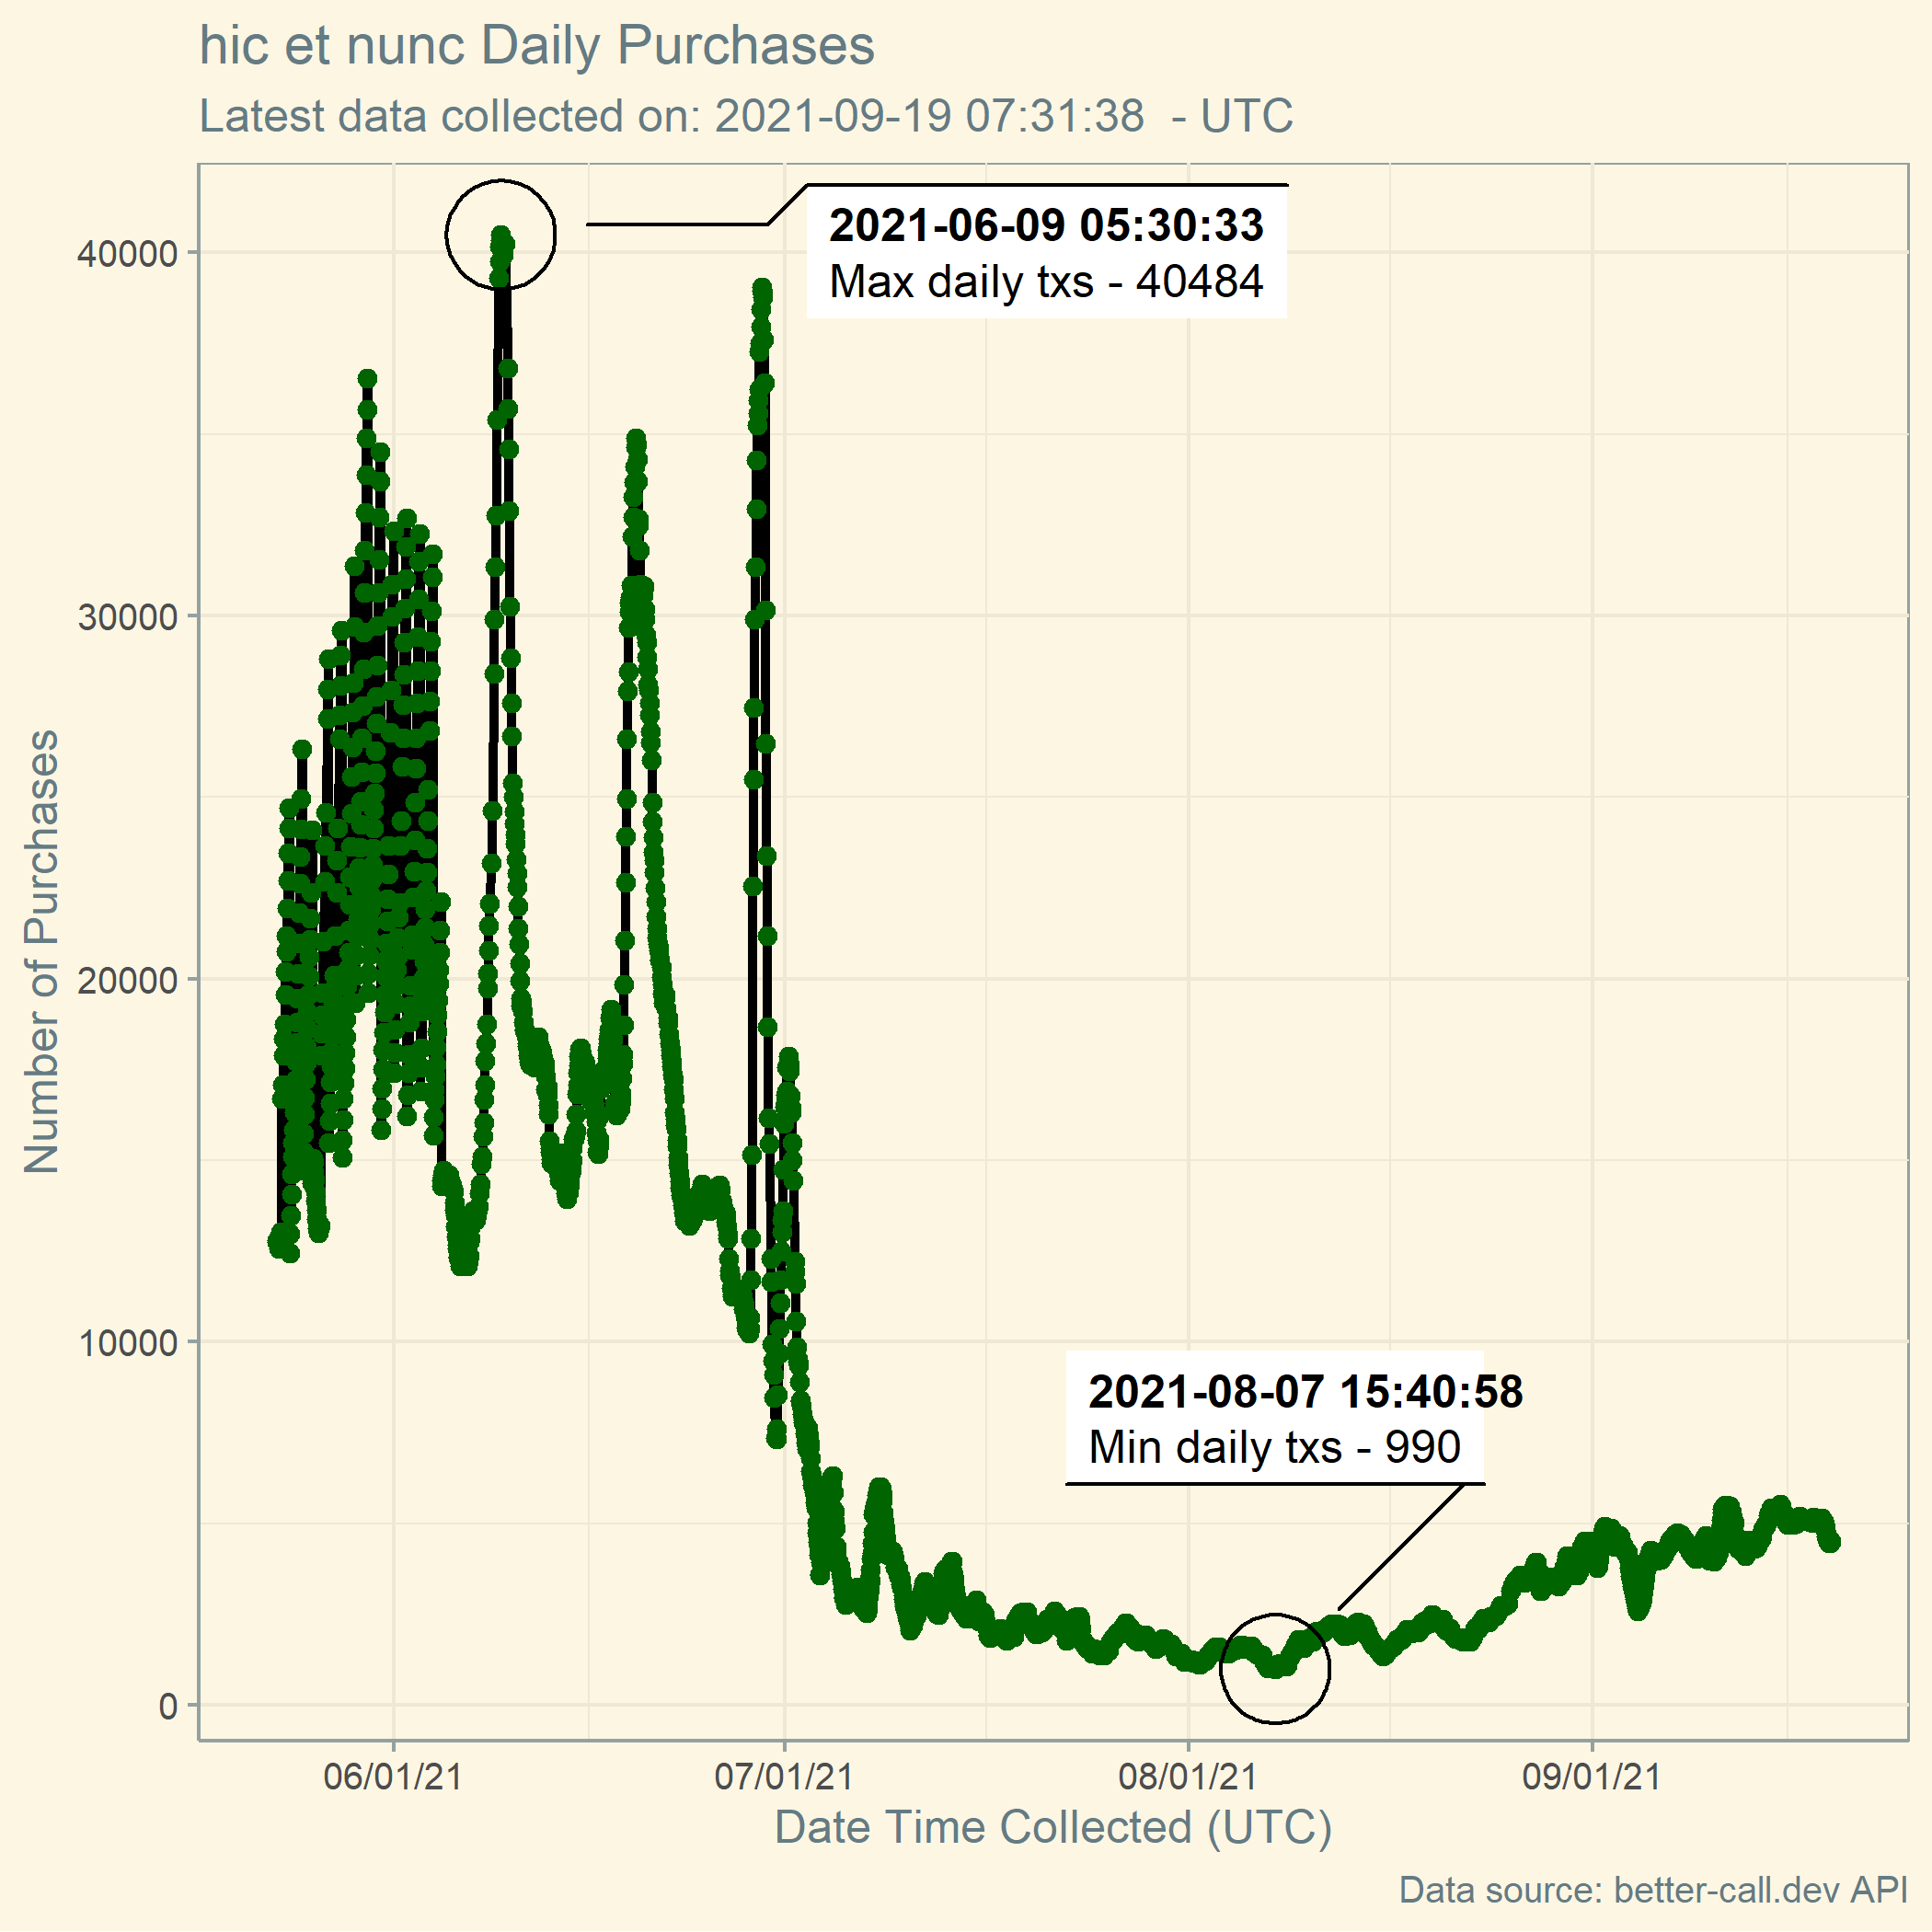 hic et nunc Daily Purchases
Latest data collected on: 2021-09-19 07:31:38 - UTC
2021-06-09 05:30:33
Max daily txs - 40484
40000
30000
20000
10000
0
Number of Purchases
2021-08-07 15:40:58
Min daily txs - 990
06/01/21 07/01/21 08/01/21 09/01/21
Date Time Collected (UTC)
Data source: better-call.dev API